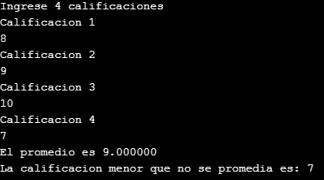 Ingrese 4 calificaciones
Calificacion 1
8
Calificacion 2
9
Calificacion 3
10
Calificacion 4
7
El promedio es 9.000000
La calificacion menor que no se promedia es: 7